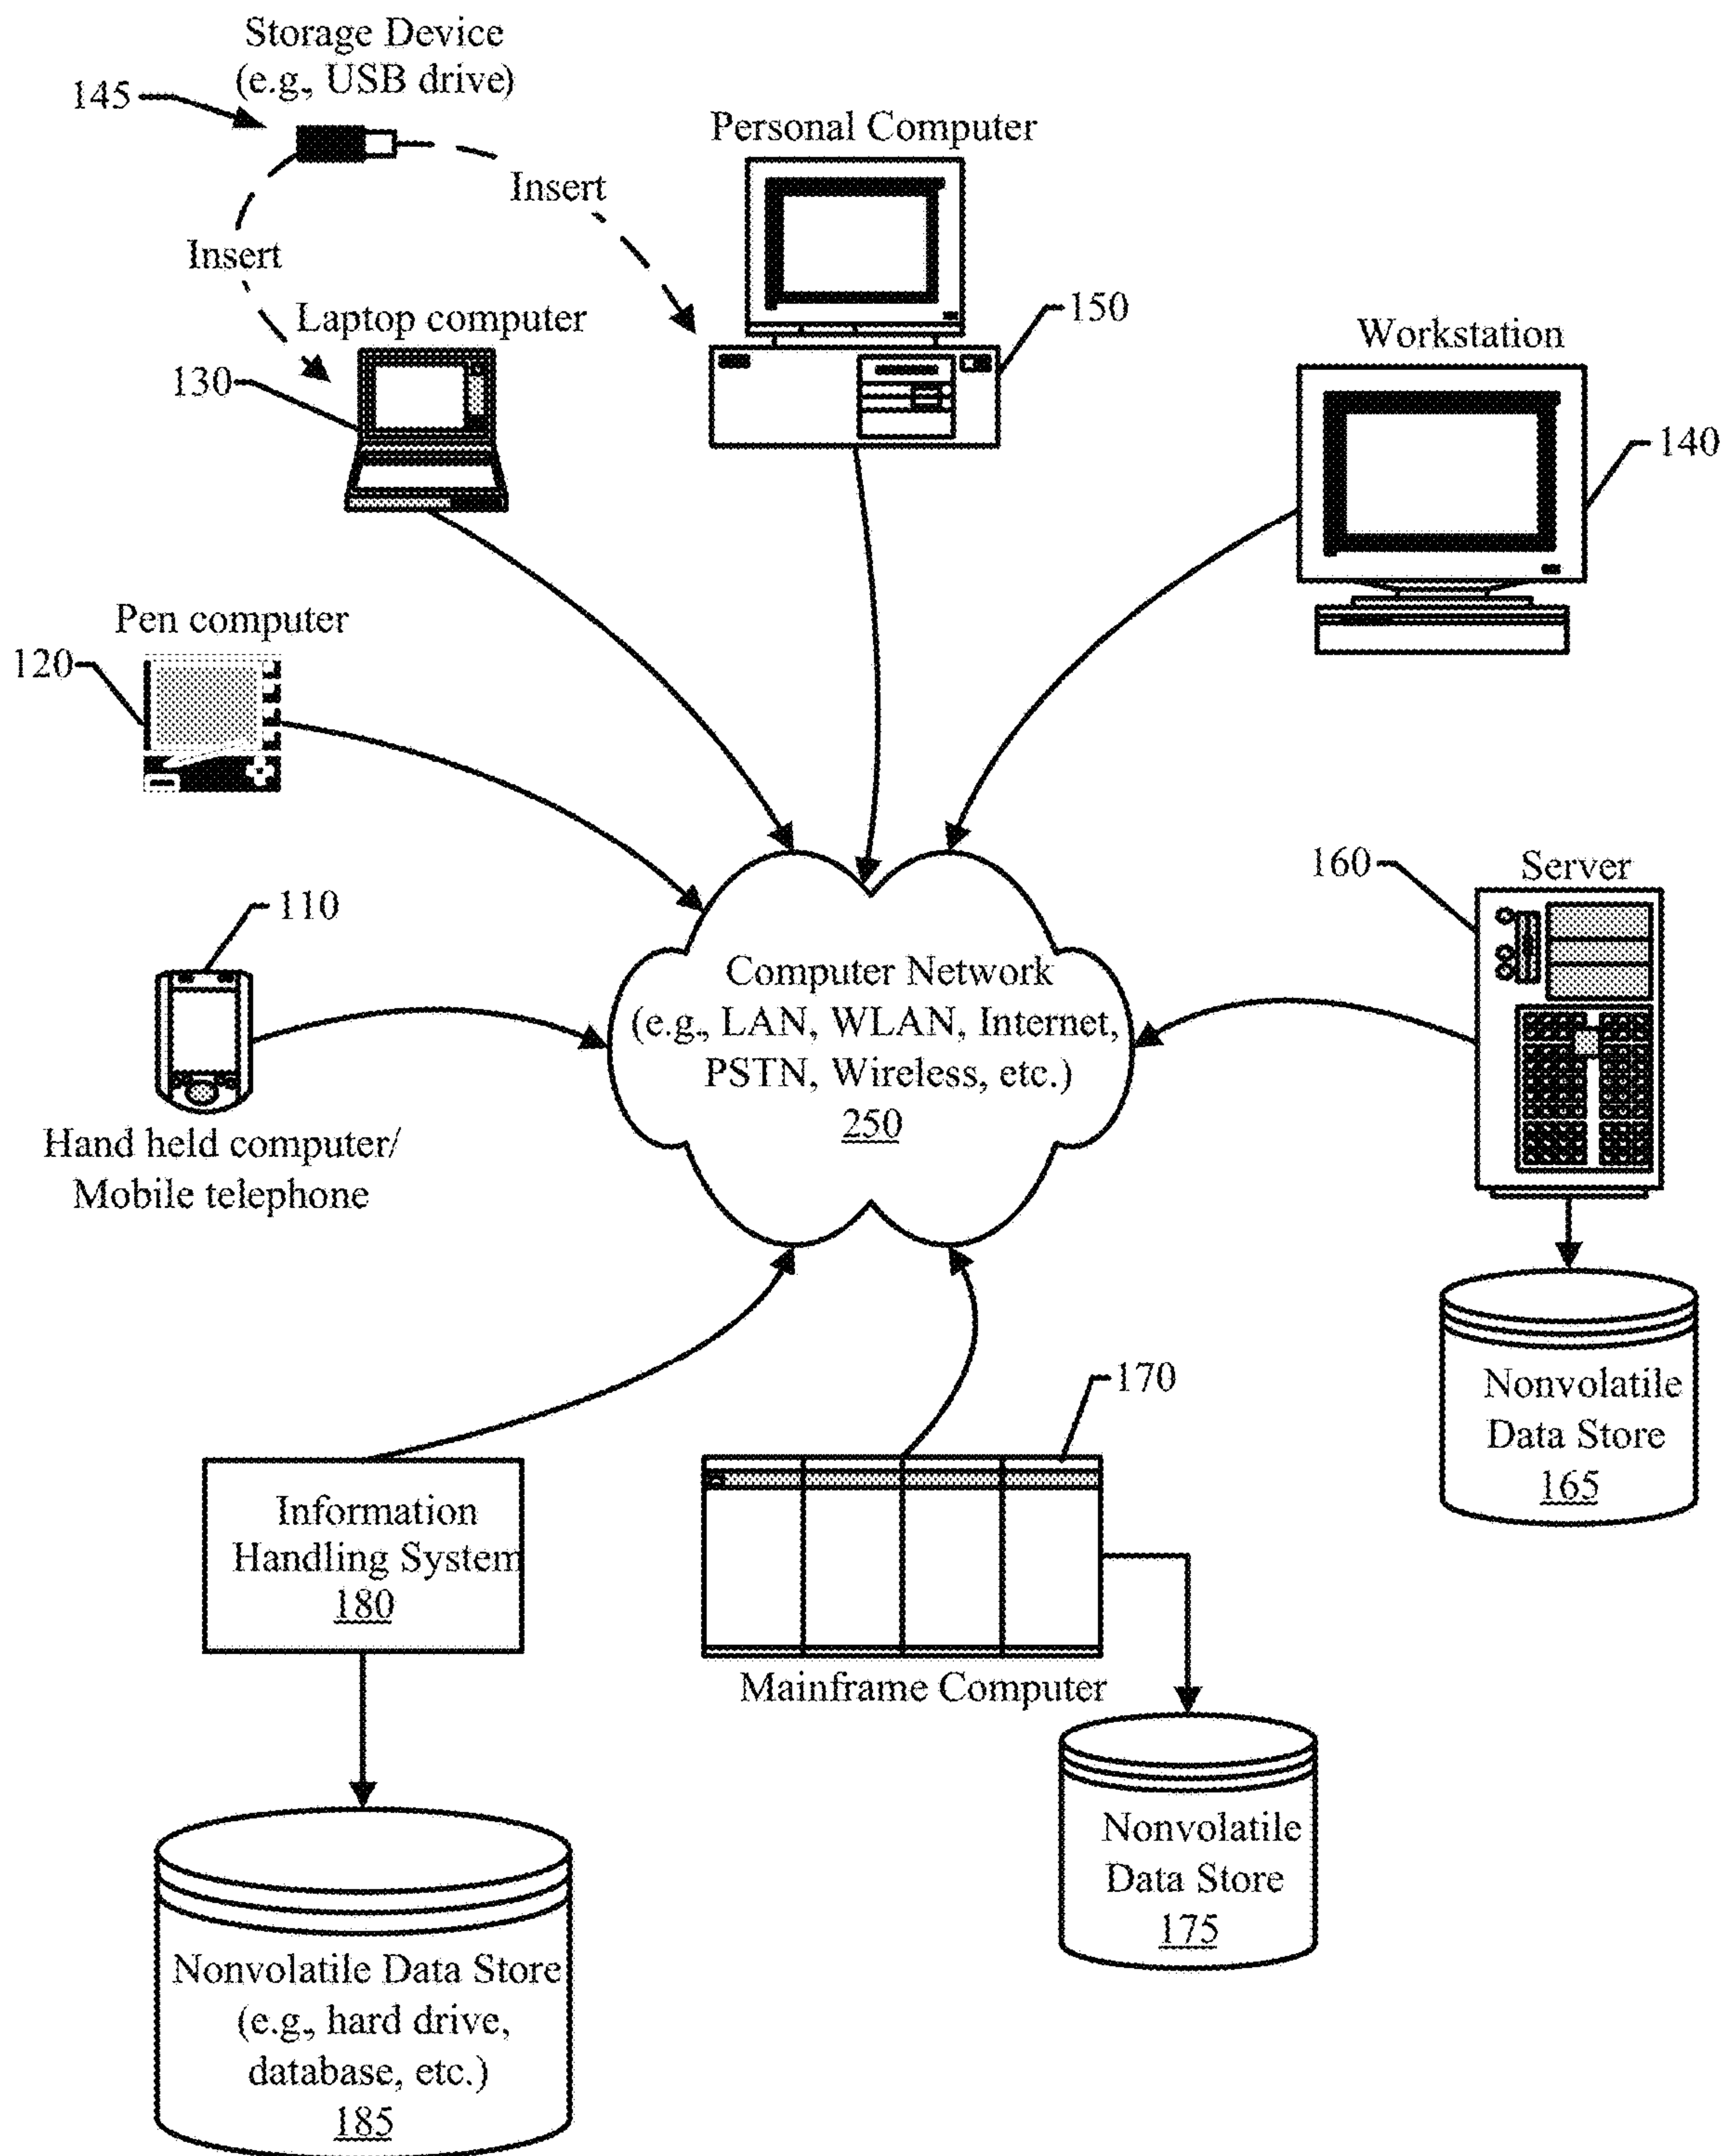 Storage Device
(e.g., USB drive)
145
Personal Computer
Insert
Insert
150
Laptop computer
130
Workstation
140
Pen computer
120
110
Hand held computer/
Mobile telephone
Computer Network
(e.g., LAN, WLAN, Internet,
PSTN, Wireless, etc.)
250
160
Server
Nonvolatile
Data Store
165
170
Mainframe Computer
Information
Handling System
180
Nonvolatile
Data Store
175
Nonvolatile Data Store
(e.g., hard drive,
database, etc.)
185